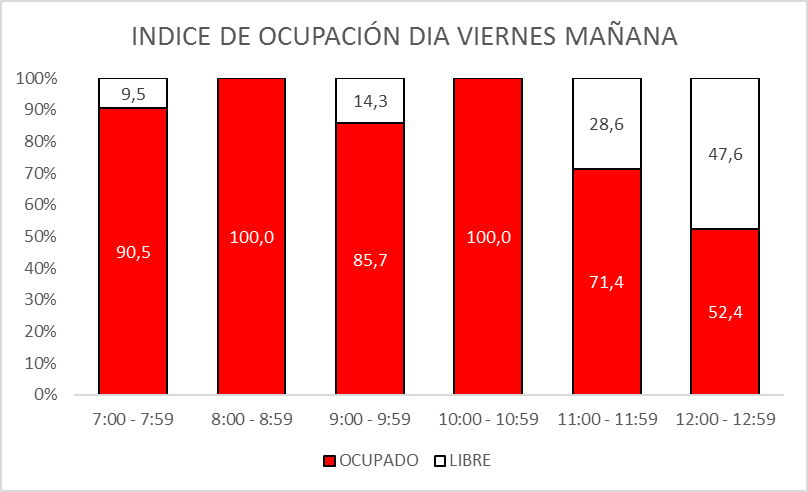 INDICE DE OCUPACIÓN DIA VIERNES MAÑANA
100%
90%
80%
70%
60%
50%
40%
30%
20%
10%
0%
9,5 14,3 28,6 47,6
90,5 100,0 85,7 100,0 71,4 52,4
7:00 - 7:59 8:00 - 8:59 9:00 - 9:59 10:00 - 10:59 11:00 - 11:59 12:00 - 12:59
OCUPADO LIBRE